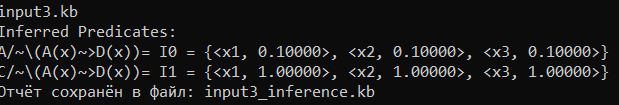 input3.kb
Inferred Predicates:
A/~\(A(x)~>D(x))= I0 = {<x1, 0.10000>, <x2, 0.10000>, <x3, 0.10000>}
C/~\(A(x)~>D(x))= I1 = {<x1, 1.00000>, <x2, 1.00000>, <x3, 1.00000>}
Отчёт сохранён в файл: input3_inference.kb